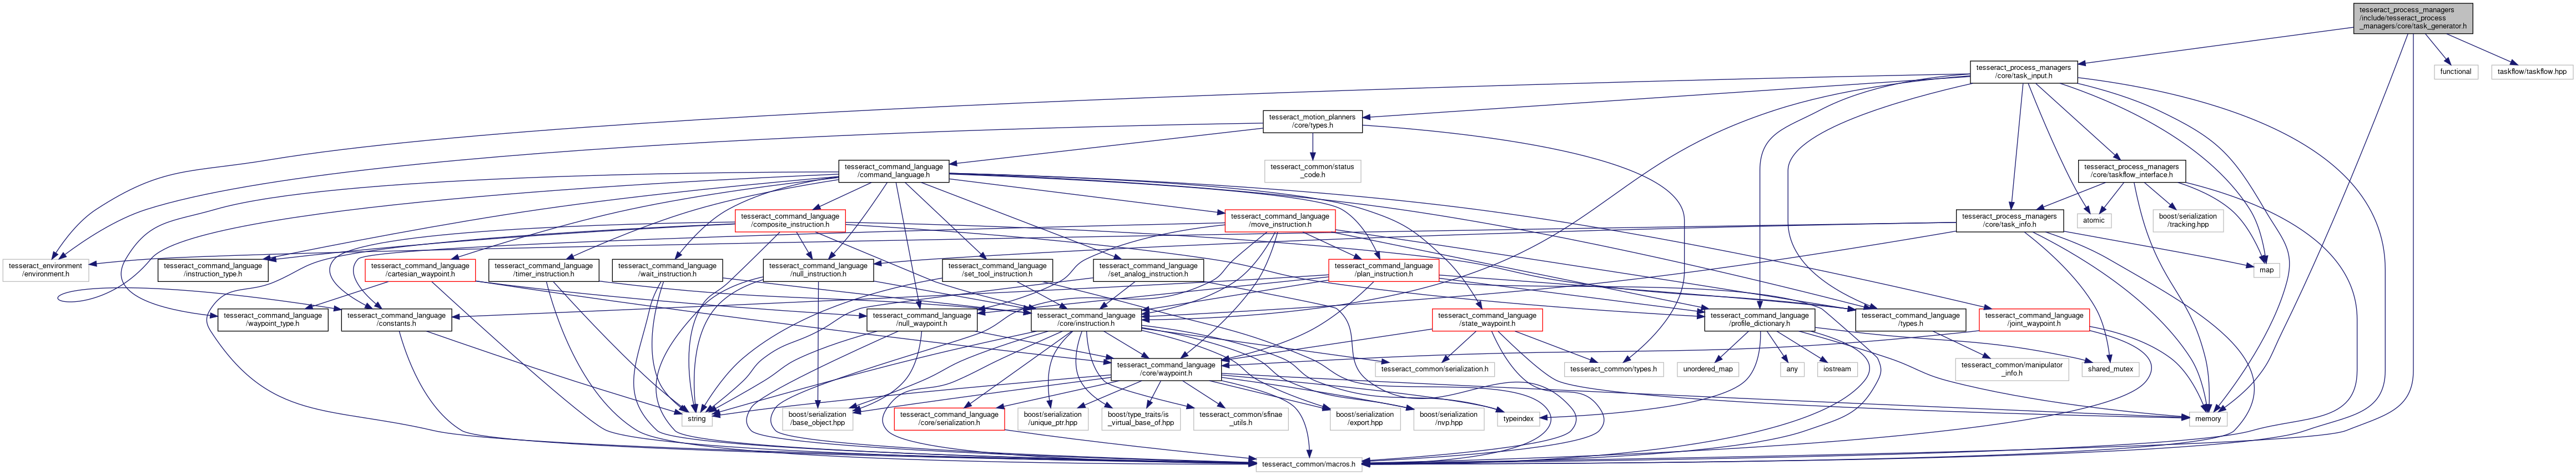 tesseract_process_managers
/include/tesseract_process
_managers/core/task_generator.h
tesseract_process_managers
/core/task_input.h
functional
taskflow/taskflow.hpp
tesseract_motion_planners
/core/types.h
tesseract_command_language
/command_language.h
tesseract_common/status
_code.h
tesseract_process_managers
/core/taskflow_interface.h
tesseract_command_language
/composite_instruction.h
tesseract_command_language
/move_instruction.h
tesseract_process_managers
/core/task_info.h
atomic
boost/serialization
/tracking.hpp
tesseract_environment
/environment.h
tesseract_command_language
/instruction_type.h
tesseract_command_language
/cartesian_waypoint.h
tesseract_command_language
/timer_instruction.h
tesseract_command_language
/wait_instruction.h
tesseract_command_language
/null_instruction.h
tesseract_command_language
/set_tool_instruction.h
tesseract_command_language
/set_analog_instruction.h
tesseract_command_language
/plan_instruction.h
map
tesseract_command_language
/waypoint_type.h
tesseract_command_language
/constants.h
tesseract_command_language
/null_waypoint.h
tesseract_command_language
/core/instruction.h
tesseract_command_language
/state_waypoint.h
tesseract_command_language
/profile_dictionary.h
tesseract_command_language
/types.h
tesseract_command_language
/joint_waypoint.h
tesseract_command_language
/core/waypoint.h
tesseract_common/serialization.h
tesseract_common/types.h
unordered_map
any
iostream
tesseract_common/manipulator
_info.h
shared_mutex
string
boost/serialization
/base_object.hpp
tesseract_command_language
/core/serialization.h
boost/serialization
/unique_ptr.hpp
boost/type_traits/is
_virtual_base_of.hpp
tesseract_common/sfinae
_utils.h
boost/serialization
/export.hpp
boost/serialization
/nvp.hpp
typeindex
memory
tesseract_common/macros.h